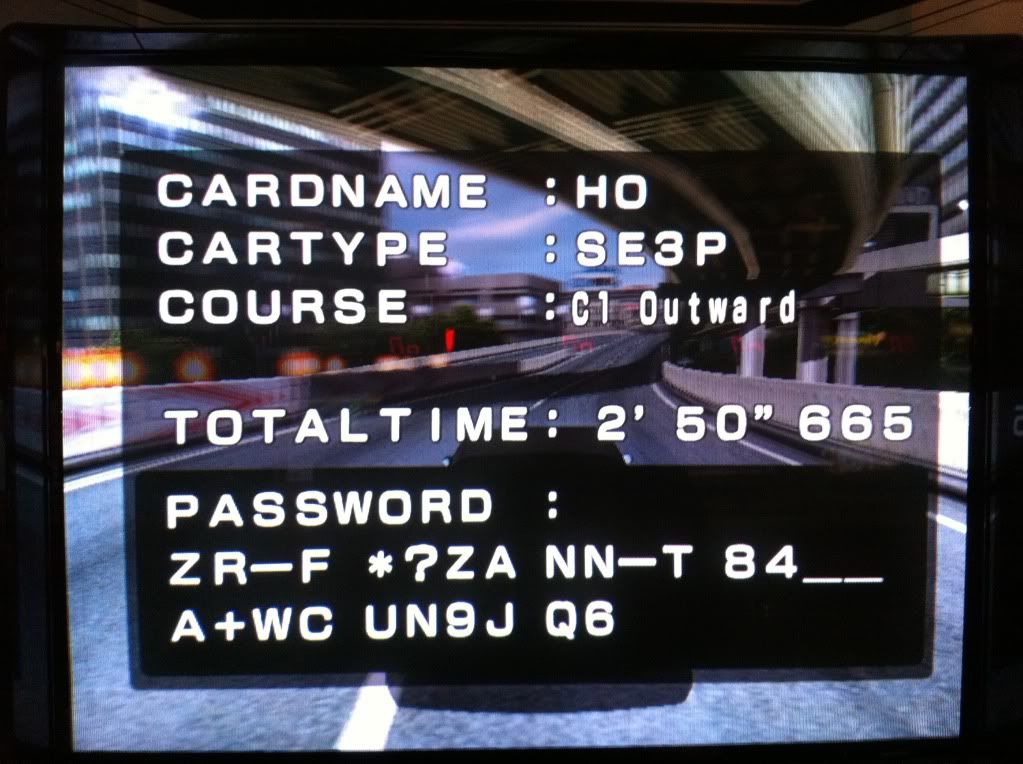 CARDNAME : HO
CARTYPE : SE3P
COURSE : C1 Outward
TOTALTIME: 2' 50" 665
PASSWORD :
ZR—F *?ZA NN—T 84__
A+WC UN9J Q6